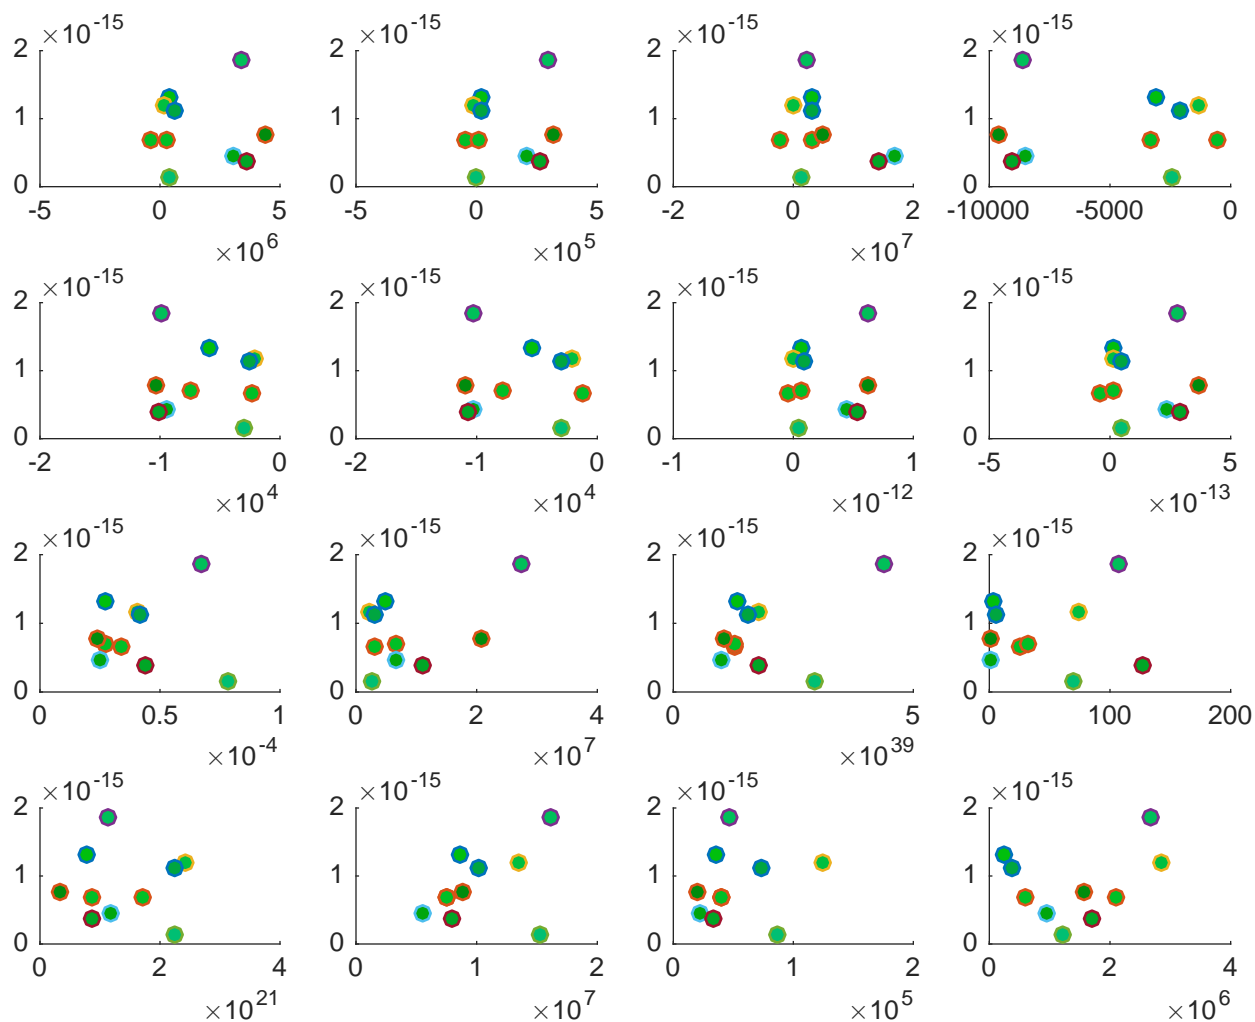 ×10-15 ×10-15 ×10-15 ×10-15
2 2 2 2
1 1 1 1
0 0 0 0
-5 0 5 -5 0 5 -2 0 2 -10000 -5000 0
×106 ×105 ×107
×10-15 ×10-15 ×10-15 ×10-15
2 2 2 2
1 1 1 1
0 0 0 0
-2 -1 0 -2 -1 0 -1 0 1 -5 0 5
×104 ×104 ×10-12 ×10-13
×10-15 ×10-15 ×10-15 ×10-15
2 2 2 2
1 1 1 1
0 0 0 0
0 0.5 1 0 2 4 0 5 0 100 200
×10-4 ×107 ×1039
×10-15 ×10-15 ×10-15 ×10-15
2 2 2 2
1 1 1 1
0 0 0 0
0 2 4 0 1 2 0 1 2 0 2 4
×1021 ×107 ×105 ×106